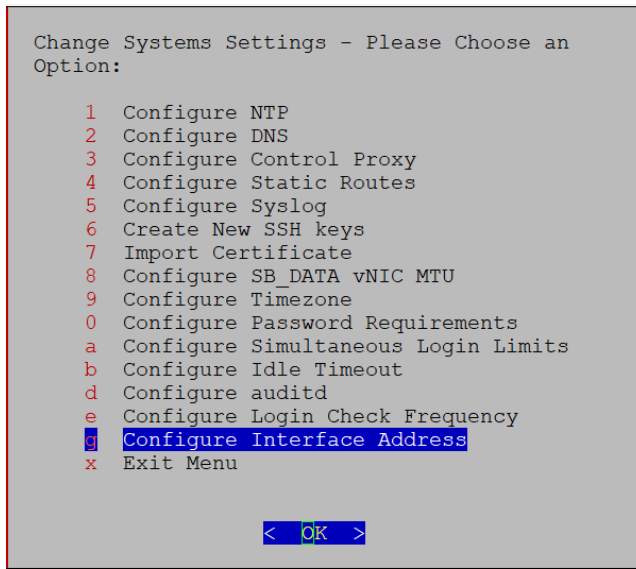 Change Systems Settings - Please Choose an
Option:
1 Configure NTP
2 Configure DNS
3 Configure Control Proxy
4 Configure Static Routes
5 Configure Syslog
6 Create New SSH keys
7 Import Certificate
8 Configure SB_DATA vNIC MTU
9 Configure Timezone
0 Configure Password Requirements
a Configure Simultaneous Login Limits
b Configure Idle Timeout
d Configure auditd
e Configure Login Check Frequency
g Configure Interface Address
x Exit Menu
< OK >